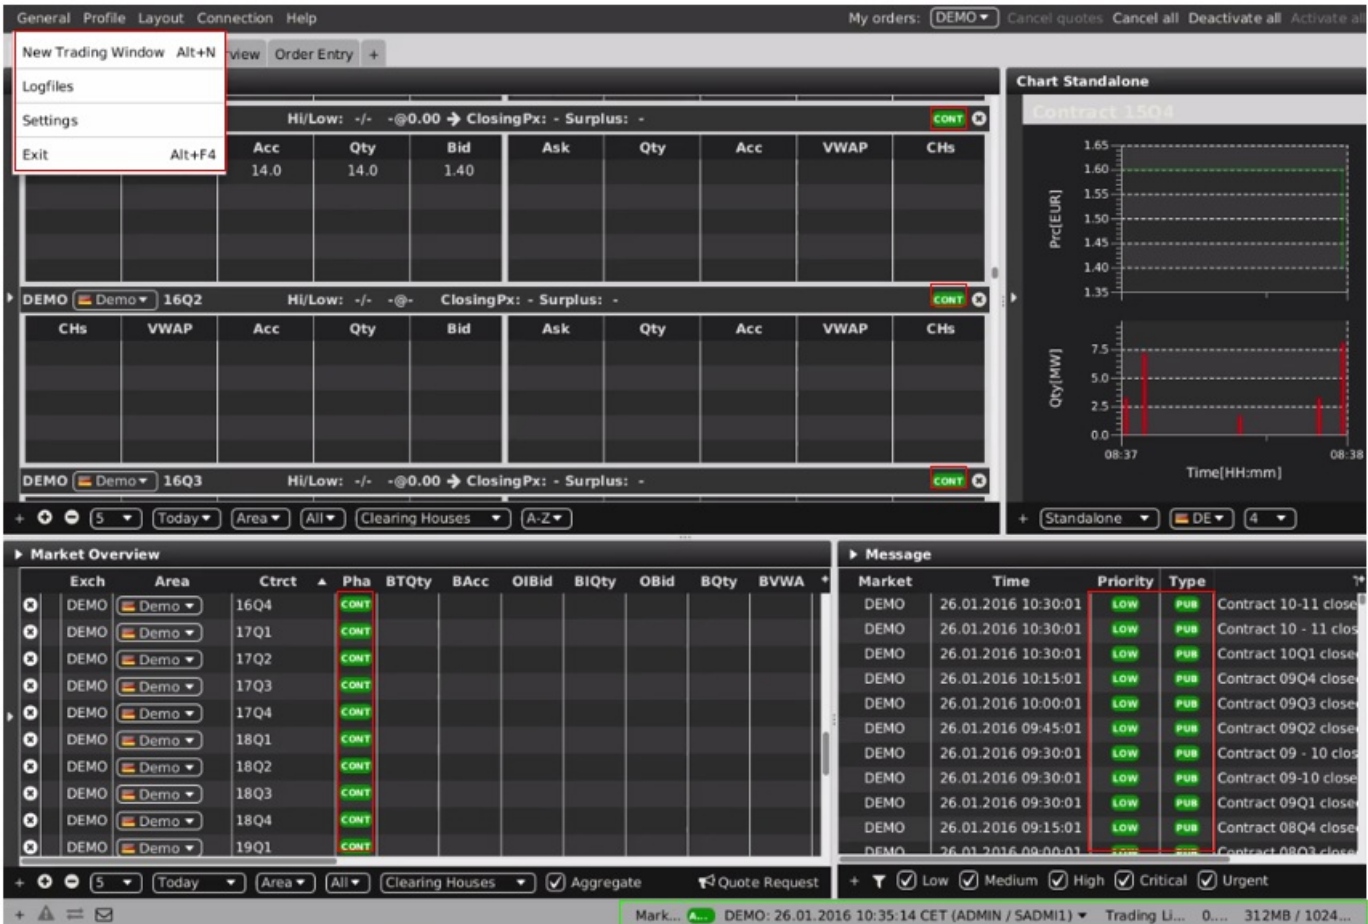 General Profile Layout Connection Help My orders: DEMO Cancel quotes Cancel all Deactivate all Activate al
New Trading Window Alt+N
rview Order Entry +
Logfiles
Settings
Exit Alt+F4
Chart Standalone
Contract 15Q4
Hi/Low: -/- -@0.00 → ClosingPx: - Surplus: - CONT
Acc Qty Bid Ask Qty Acc VWAP CHs
14.0 14.0 1.40
Prc[EUR]
1.65
1.60
1.55
1.50
1.45
1.40
1.35
DEMO Demo 16Q2 Hi/Low: -/- -@- ClosingPx: - Surplus: - CONT
CHs VWAP Acc Qty Bid Ask Qty Acc VWAP CHs
Qty[MW]
7.5
5.0
2.5
0.0
08:37 08:38
Time[HH:mm]
DEMO Demo 16Q3 Hi/Low: -/- -@0.00 → ClosingPx: - Surplus: - CONT
+ 5 Today Area All Clearing Houses A-Z
+ Standalone DE 4
Market Overview
Exch Area Ctrct Pha BTQty BAcc OIBid BIQty OBid BQty BVWA
DEMO Demo 16Q4 CONT
DEMO Demo 17Q1 CONT
DEMO Demo 17Q2 CONT
DEMO Demo 17Q3 CONT
DEMO Demo 17Q4 CONT
DEMO Demo 18Q1 CONT
DEMO Demo 18Q2 CONT
DEMO Demo 18Q3 CONT
DEMO Demo 18Q4 CONT
DEMO Demo 19Q1 CONT
+ 5 Today Area All Clearing Houses Aggregate Quote Request
Message
Market Time Priority Type
DEMO 26.01.2016 10:30:01 LOW PUB Contract 10-11 close
DEMO 26.01.2016 10:30:01 LOW PUB Contract 10 - 11 clos
DEMO 26.01.2016 10:30:01 LOW PUB Contract 10Q1 close
DEMO 26.01.2016 10:15:01 LOW PUB Contract 09Q4 close
DEMO 26.01.2016 10:00:01 LOW PUB Contract 09Q3 close
DEMO 26.01.2016 09:45:01 LOW PUB Contract 09Q2 close
DEMO 26.01.2016 09:30:01 LOW PUB Contract 09 - 10 clos
DEMO 26.01.2016 09:30:01 LOW PUB Contract 09-10 close
DEMO 26.01.2016 09:30:01 LOW PUB Contract 09Q1 close
DEMO 26.01.2016 09:15:01 LOW PUB Contract 08Q4 close
DEMO 26.01.2016 09:00:01 LOW PUB Contract 08Q3 close
+ Low Medium High Critical Urgent
+ Mark... A... DEMO: 26.01.2016 10:35:14 CET (ADMIN / SADMI1) Trading Li... 0.... 312MB / 1024...